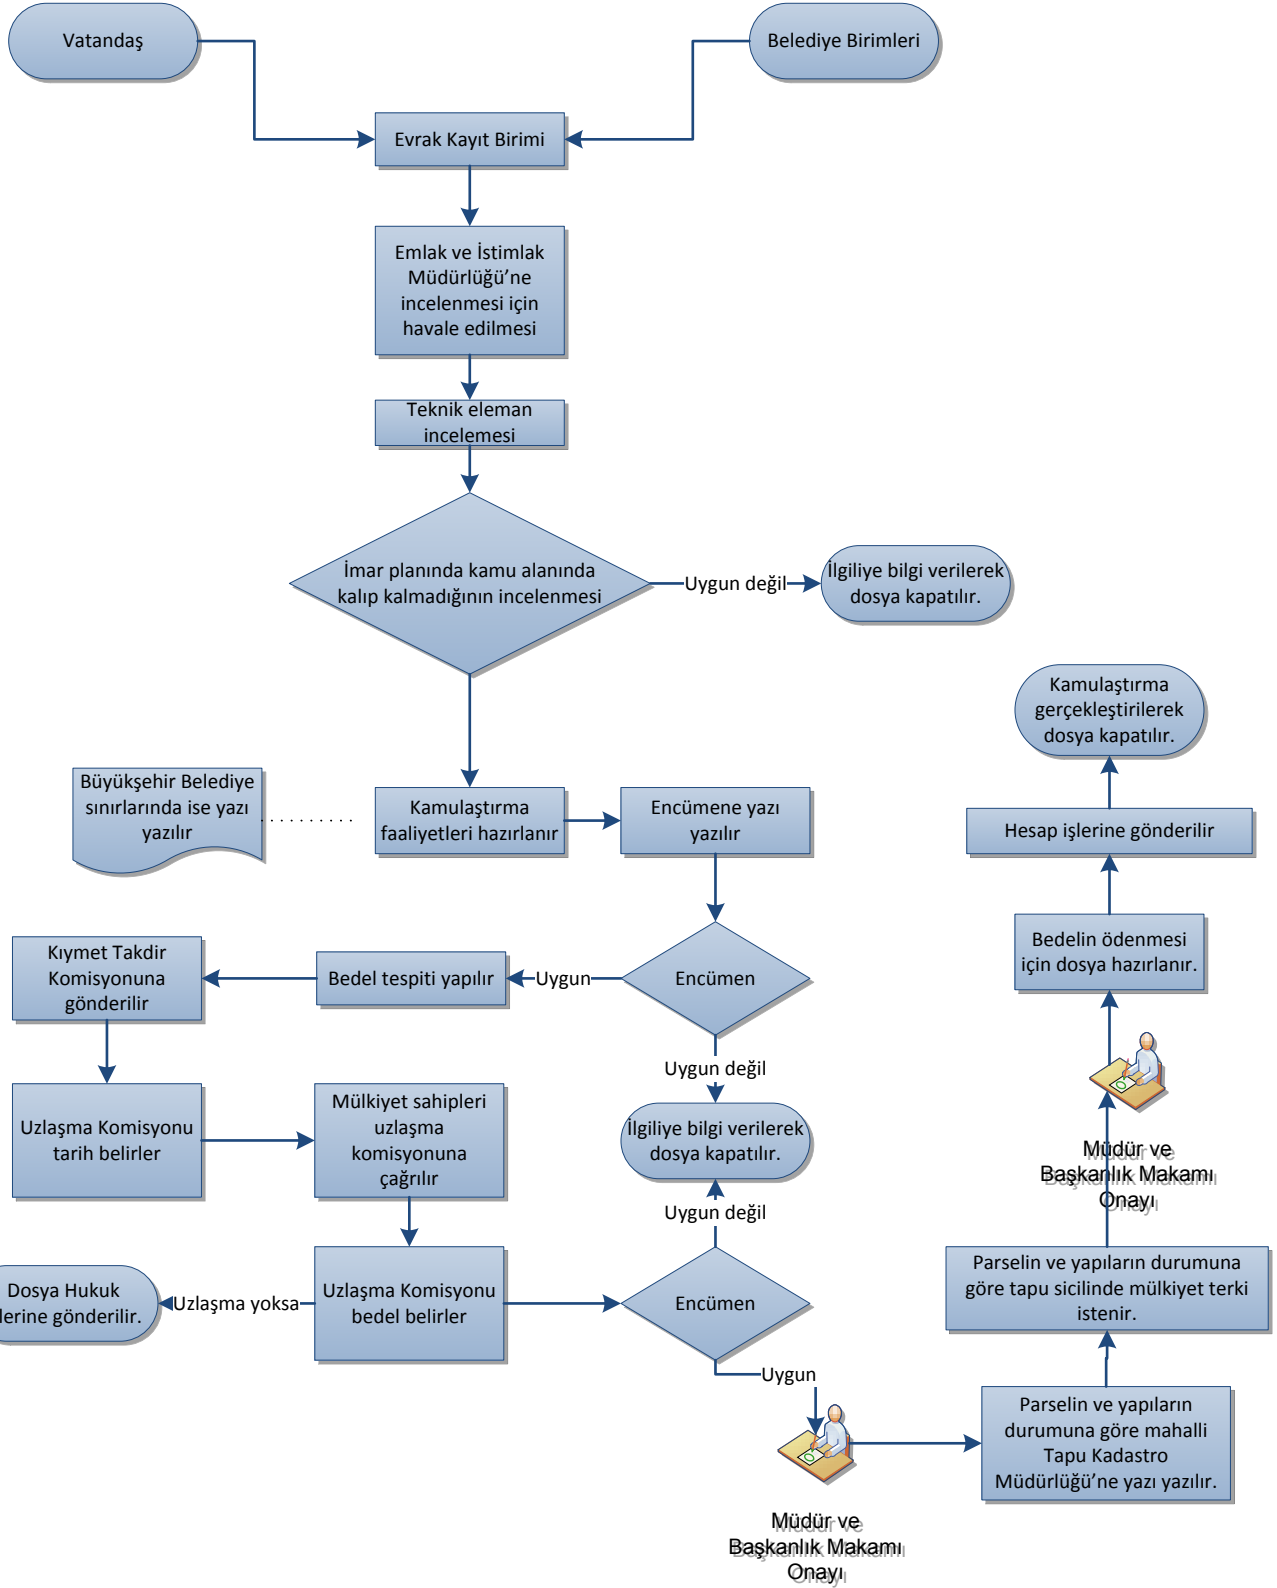 Vatandaş
Belediye Birimleri
Evrak Kayıt Birimi
Emlak ve İstimlak
Müdürlüğü’ne
incelenmesi için
havale edilmesi
Teknik eleman
incelemesi
İmar planında kamu alanında
kalıp kalmadığının incelenmesi
Uygun değil
İlgiliye bilgi verilerek
dosya kapatılır.
Kamulaştırma
gerçekleştirilerek
dosya kapatılır.
Büyükşehir Belediye
sınırlarında ise yazı
yazılır
Kamulaştırma
faaliyetleri hazırlanır
Encümene yazı
yazılır
Hesap işlerine gönderilir
Kıymet Takdir
Komisyonuna
gönderilir
Bedel tespiti yapılır
Uygun
Encümen
Bedelin ödenmesi
için dosya hazırlanır.
Uygun değil
Uzlaşma Komisyonu
tarih belirler
Mülkiyet sahipleri
uzlaşma
komisyonuna
çağrılır
İlgiliye bilgi verilerek
dosya kapatılır.
Müdür ve
Başkanlık Makamı
Onayı
Uygun değil
Dosya Hukuk
lerine gönderilir.
Uzlaşma yoksa
Uzlaşma Komisyonu
bedel belirler
Encümen
Parselin ve yapıların durumuna
göre tapu sicilinde mülkiyet terki
istenir.
Uygun
Parselin ve yapıların
durumuna göre mahalli
Tapu Kadastro
Müdürlüğü’ne yazı yazılır.
Müdür ve
Başkanlık Makamı
Onayı